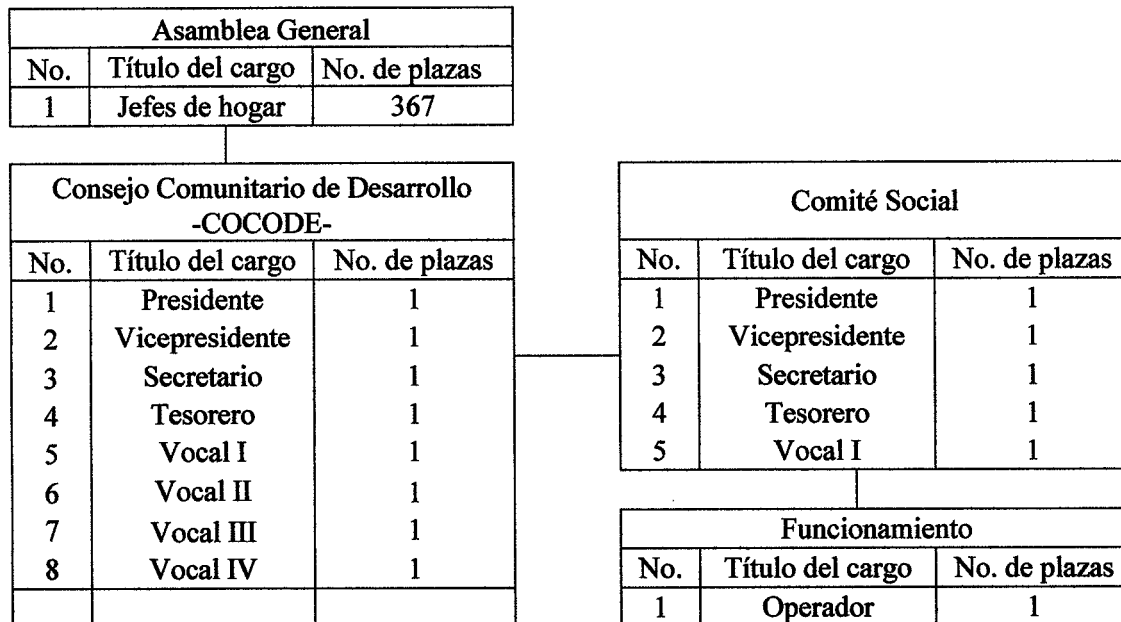 Asamblea General
No. Título del cargo No. de plazas
1 Jefes de hogar 367
Consejo Comunitario de Desarrollo
-COCODE-
No. Título del cargo No. de plazas
1 Presidente 1
2 Vicepresidente 1
3 Secretario 1
4 Tesorero 1
5 Vocal I 1
6 Vocal II 1
7 Vocal III 1
8 Vocal IV 1
Comité Social
No. Título del cargo No. de plazas
1 Presidente 1
2 Vicepresidente 1
3 Secretario 1
4 Tesorero 1
5 Vocal I 1
Funcionamiento
No. Título del cargo No. de plazas
1 Operador 1